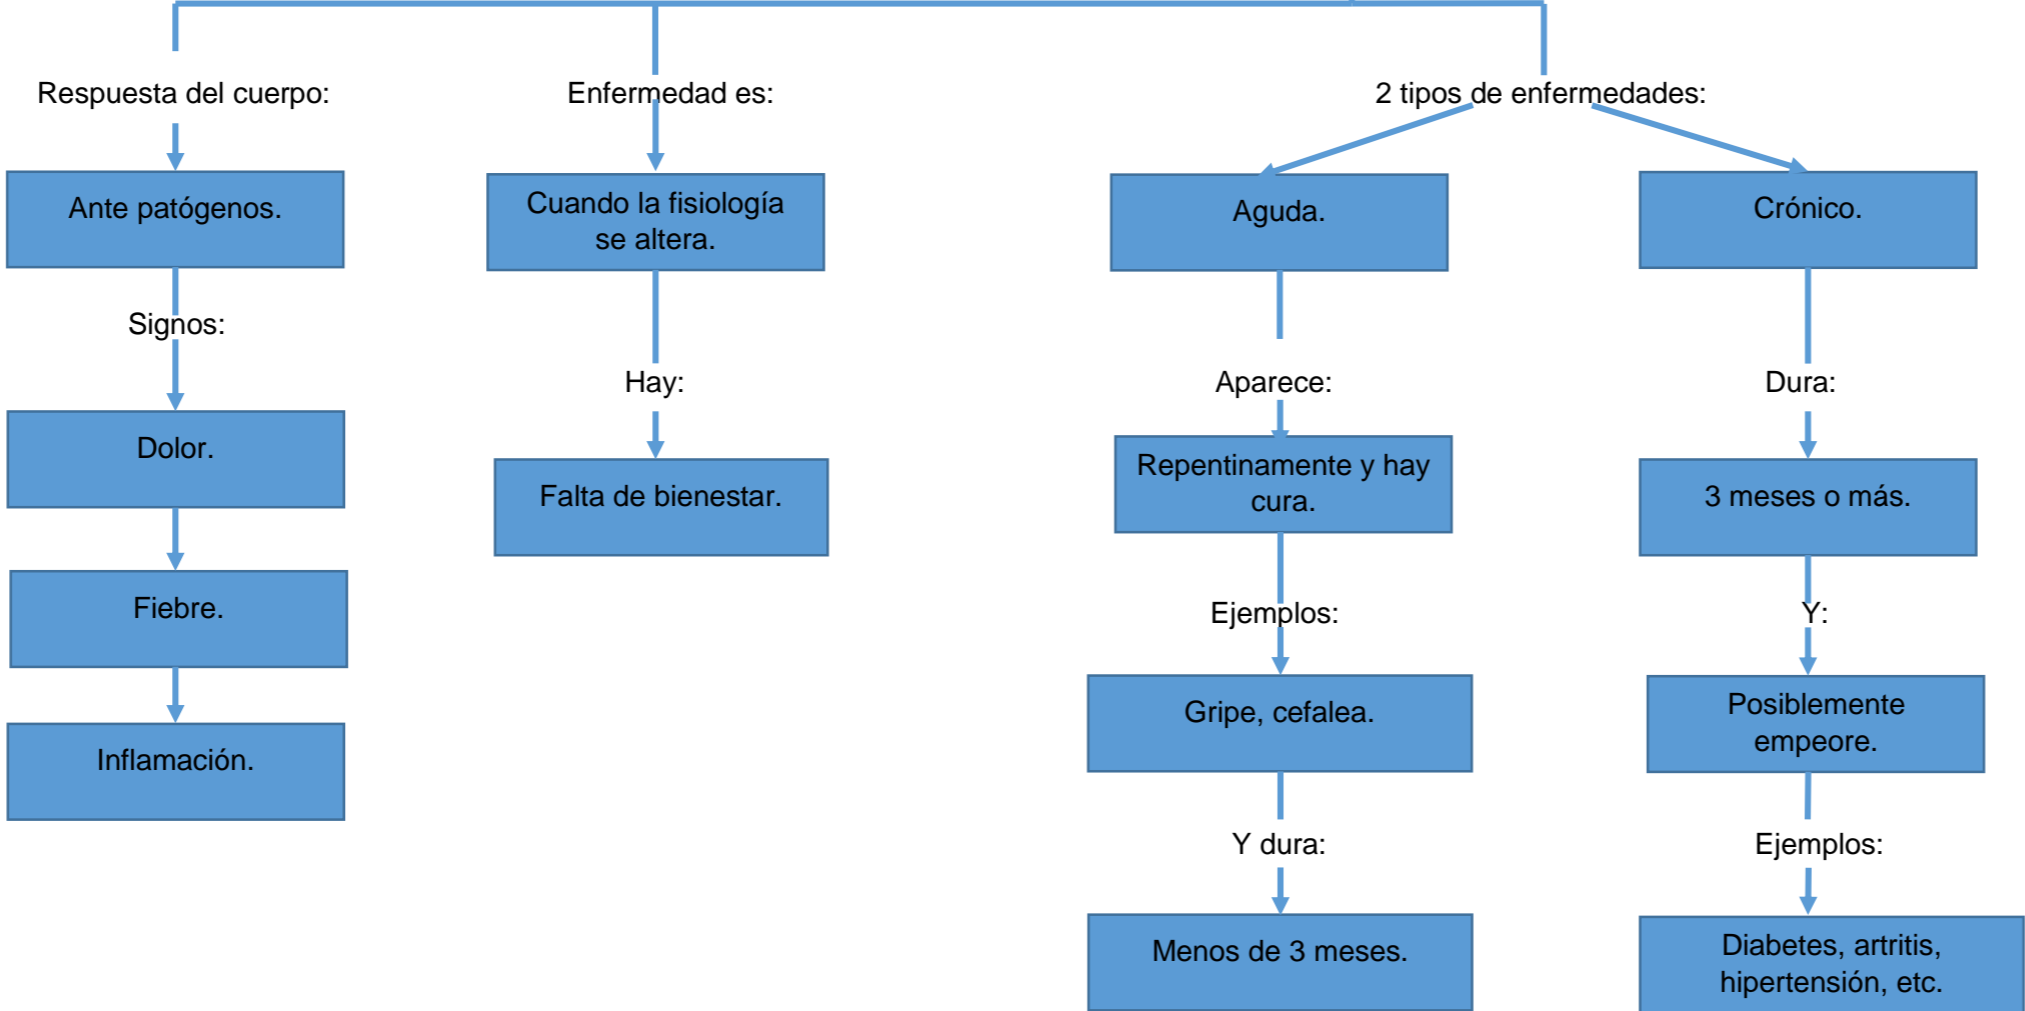 Respuesta del cuerpo:
Ante patógenos.
Signos:
Dolor.
Fiebre.
Inflamación.
Enfermedad es:
Cuando la fisiología
se altera.
Hay:
Falta de bienestar.
2 tipos de enfermedades:
Aguda.
Aparece:
Repentinamente y hay
cura.
Ejemplos:
Gripe, cefalea.
Y dura:
Menos de 3 meses.
Crónico.
Dura:
3 meses o más.
Y:
Posiblemente
empeore.
Ejemplos:
Diabetes, artritis,
hipertensión, etc.